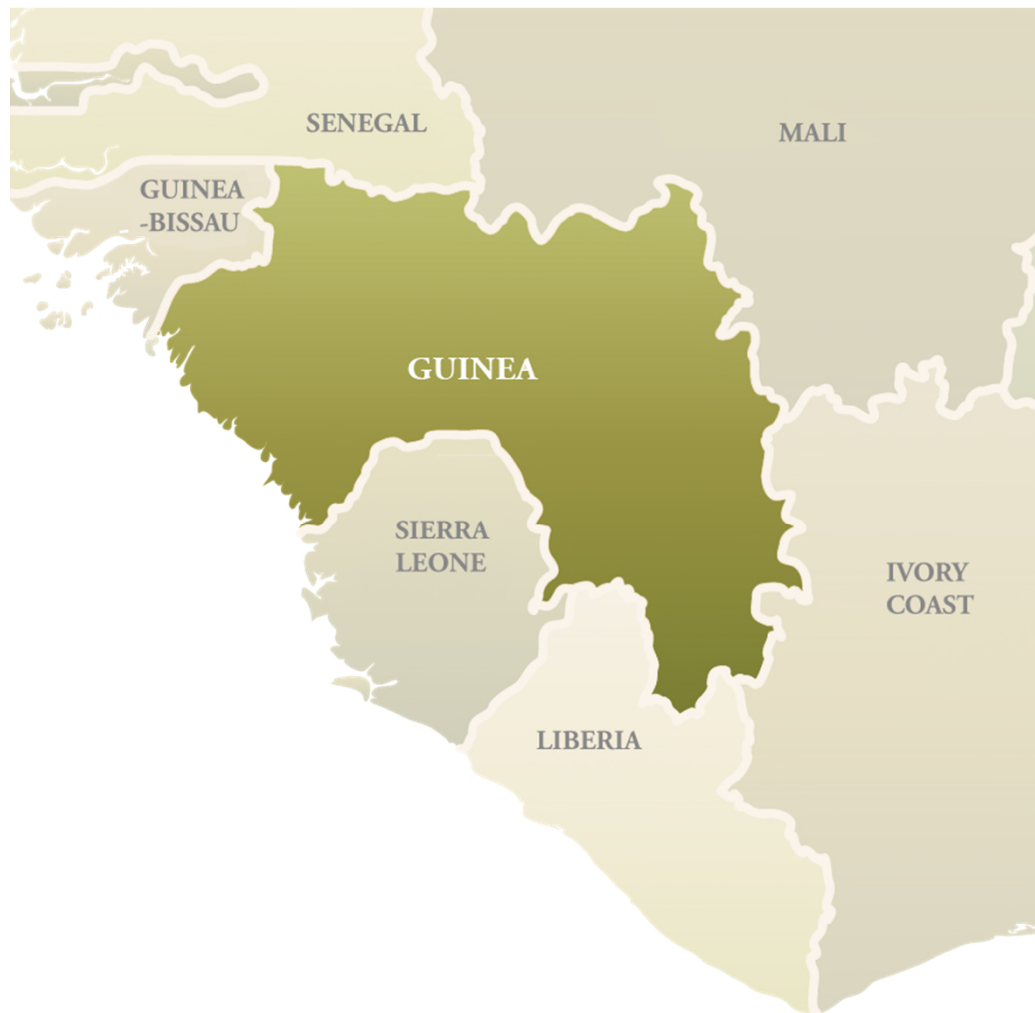 SENEGAL
MALI
GUINEA
-BISSAU
GUINEA
SIERRA
LEONE
IVORY
COAST
LIBERIA